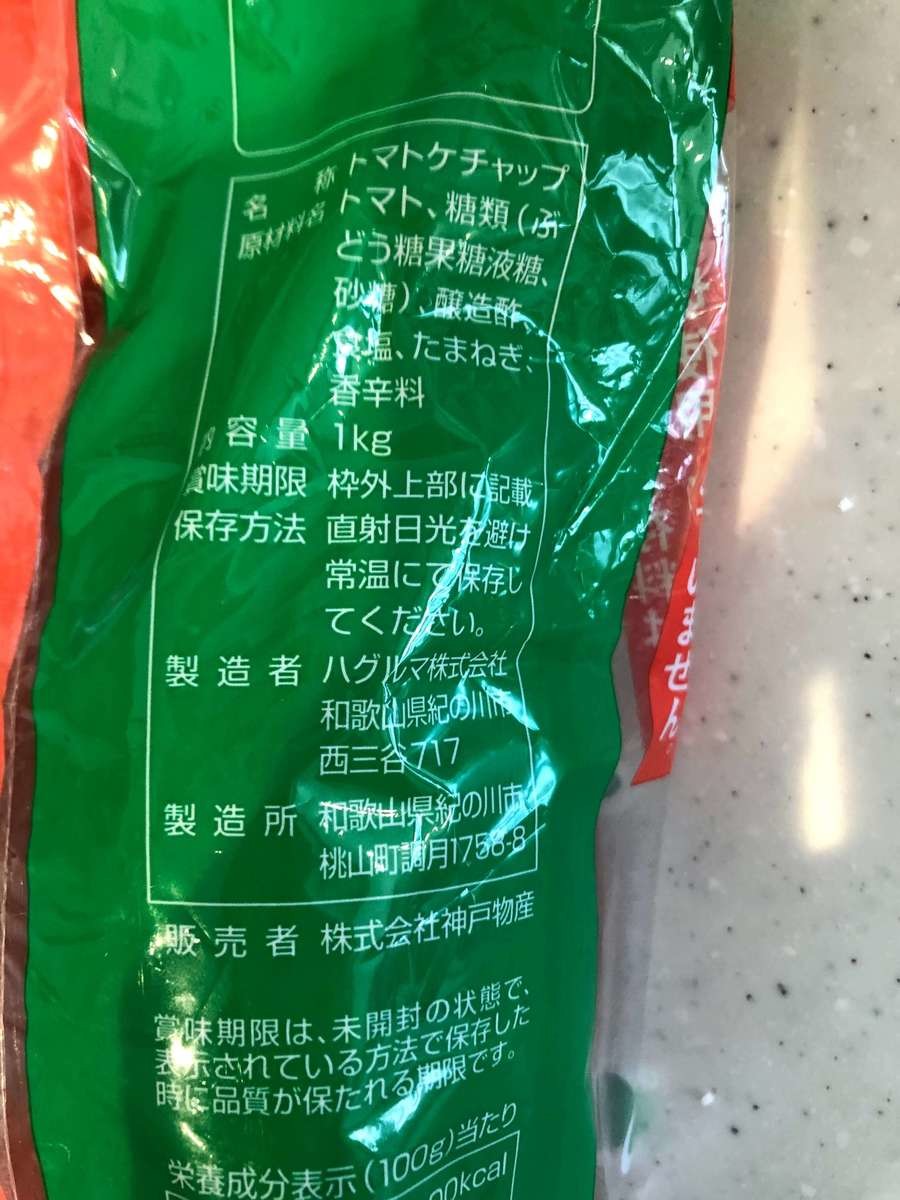 名 称 トマトケチャップ
原材料名 トマト、糖類(ぶ
どう糖果糖液糖、
砂糖)、醸造酢、
食塩、たまねぎ、
香辛料
内容量 1kg
賞味期限 枠外上部に記載
保存方法 直射日光を避け
常温にて保存し
てください。
製造者 ハグルマ株式会社
和歌山県紀の川市
西三谷717
製造所 和歌山県紀の川市
桃山町調月1758-8
販売者 株式会社神戸物産
賞味期限は、未開封の状態で、
表示されている方法で保存した
時に品質が保たれる期限です。
栄養成分表示(100g)当たり
kcal
いません